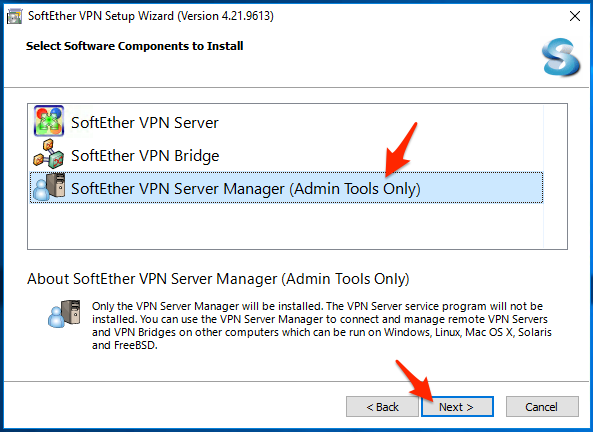 SoftEther VPN Setup Wizard (Version 4.21.9613)
Select Software Components to Install
SoftEther VPN Server
SoftEther VPN Bridge
SoftEther VPN Server Manager (Admin Tools Only)
About SoftEther VPN Server Manager (Admin Tools Only)
Only the VPN Server Manager will be installed. The VPN Server service program will not be
installed. You can use the VPN Server Manager to connect and manage remote VPN Servers
and VPN Bridges on other computers which can be run on Windows, Linux, Mac OS X, Solaris
and FreeBSD.
< Back
Next >
Cancel